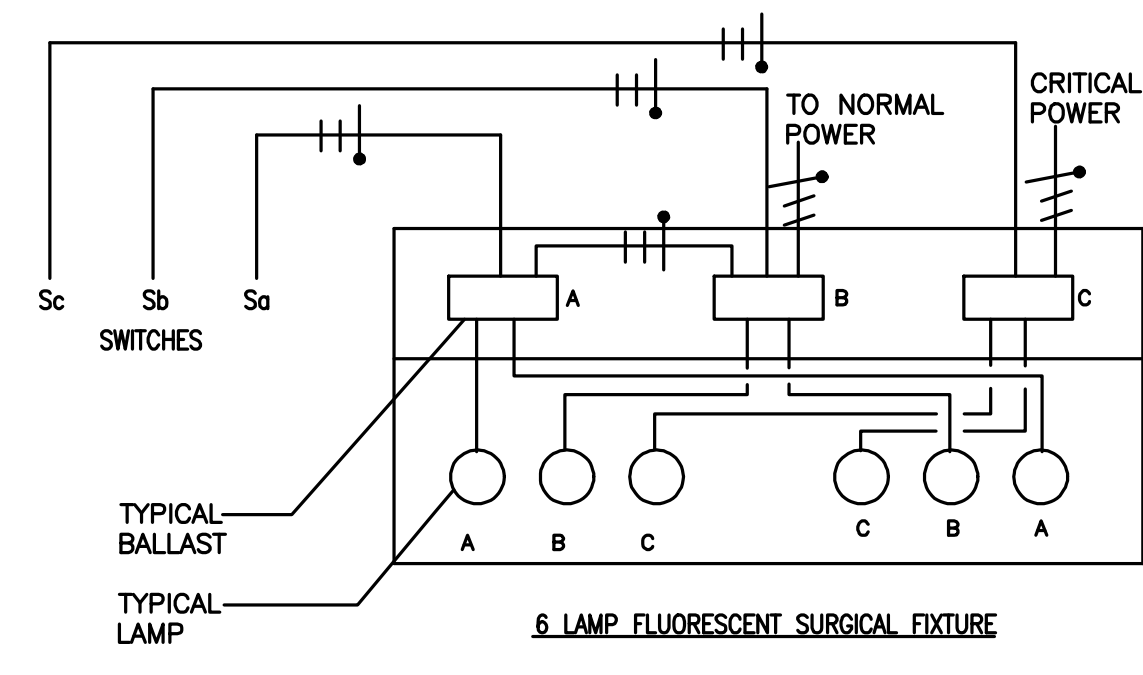 CRITICAL
POWER
TO NORMAL
POWER
Sc Sb Sa
SWITCHES
A B C
TYPICAL
BALLAST
A B C C B A
TYPICAL
LAMP
6 LAMP FLUORESCENT SURGICAL FIXTURE